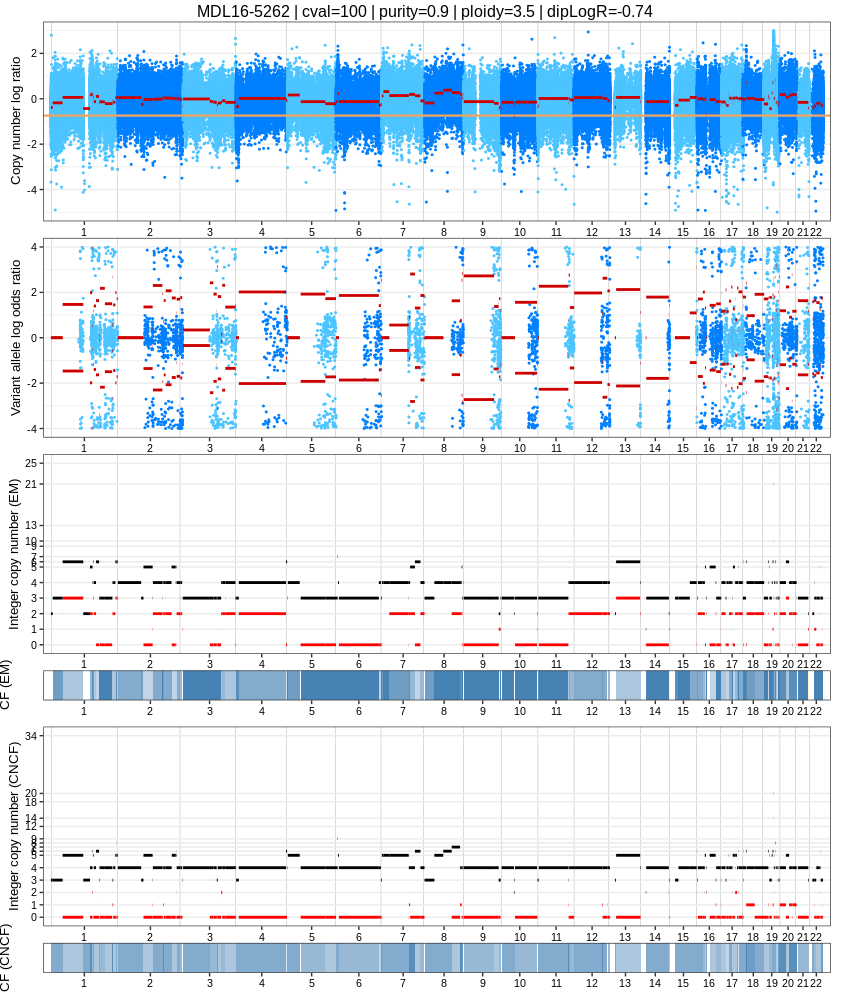 MDL16-5262 | cval=100 | purity=0.9 | ploidy=3.5 | dipLogR=-0.74
Copy number log ratio
2
0
-2
-4
1 2 3 4 5 6 7 8 9 10 11 12 13 14 15 16 17 18 19 20 21 22
Variant allele log odds ratio
4
2
0
-2
-4
1 2 3 4 5 6 7 8 9 10 11 12 13 14 15 16 17 18 19 20 21 22
Integer copy number (EM)
25
21
13
10
9
7
6
5
4
3
2
1
0
1 2 3 4 5 6 7 8 9 10 11 12 13 14 15 16 17 18 19 20 21 22
CF (EM)
1 2 3 4 5 6 7 8 9 10 11 12 13 14 15 16 17 18 19 20 21 22
Integer copy number (CNCF)
34
20
18
14
12
9
5
4
3
2
1
0
1 2 3 4 5 6 7 8 9 10 11 12 13 14 15 16 17 18 19 20 21 22
CF (CNCF)
1 2 3 4 5 6 7 8 9 10 11 12 13 14 15 16 17 18 19 20 21 22